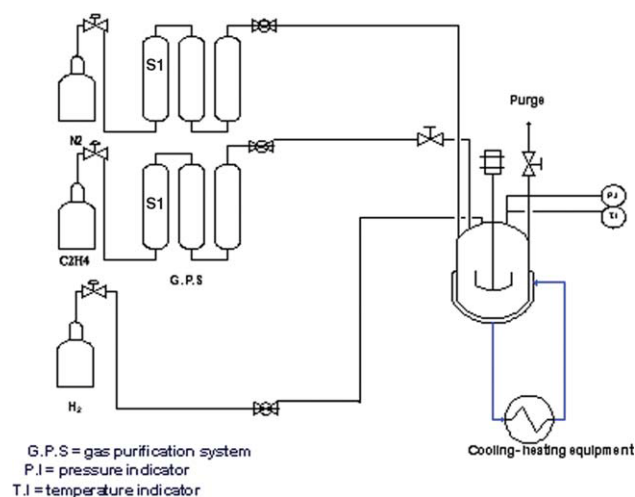 S1
N2
Purge
P.I
T.I
S1
C2H4
G.P.S
H₂
Cooling-heating equipment
G.P.S = gas purification system
P.I = pressure indicator
T.I = temperature indicator